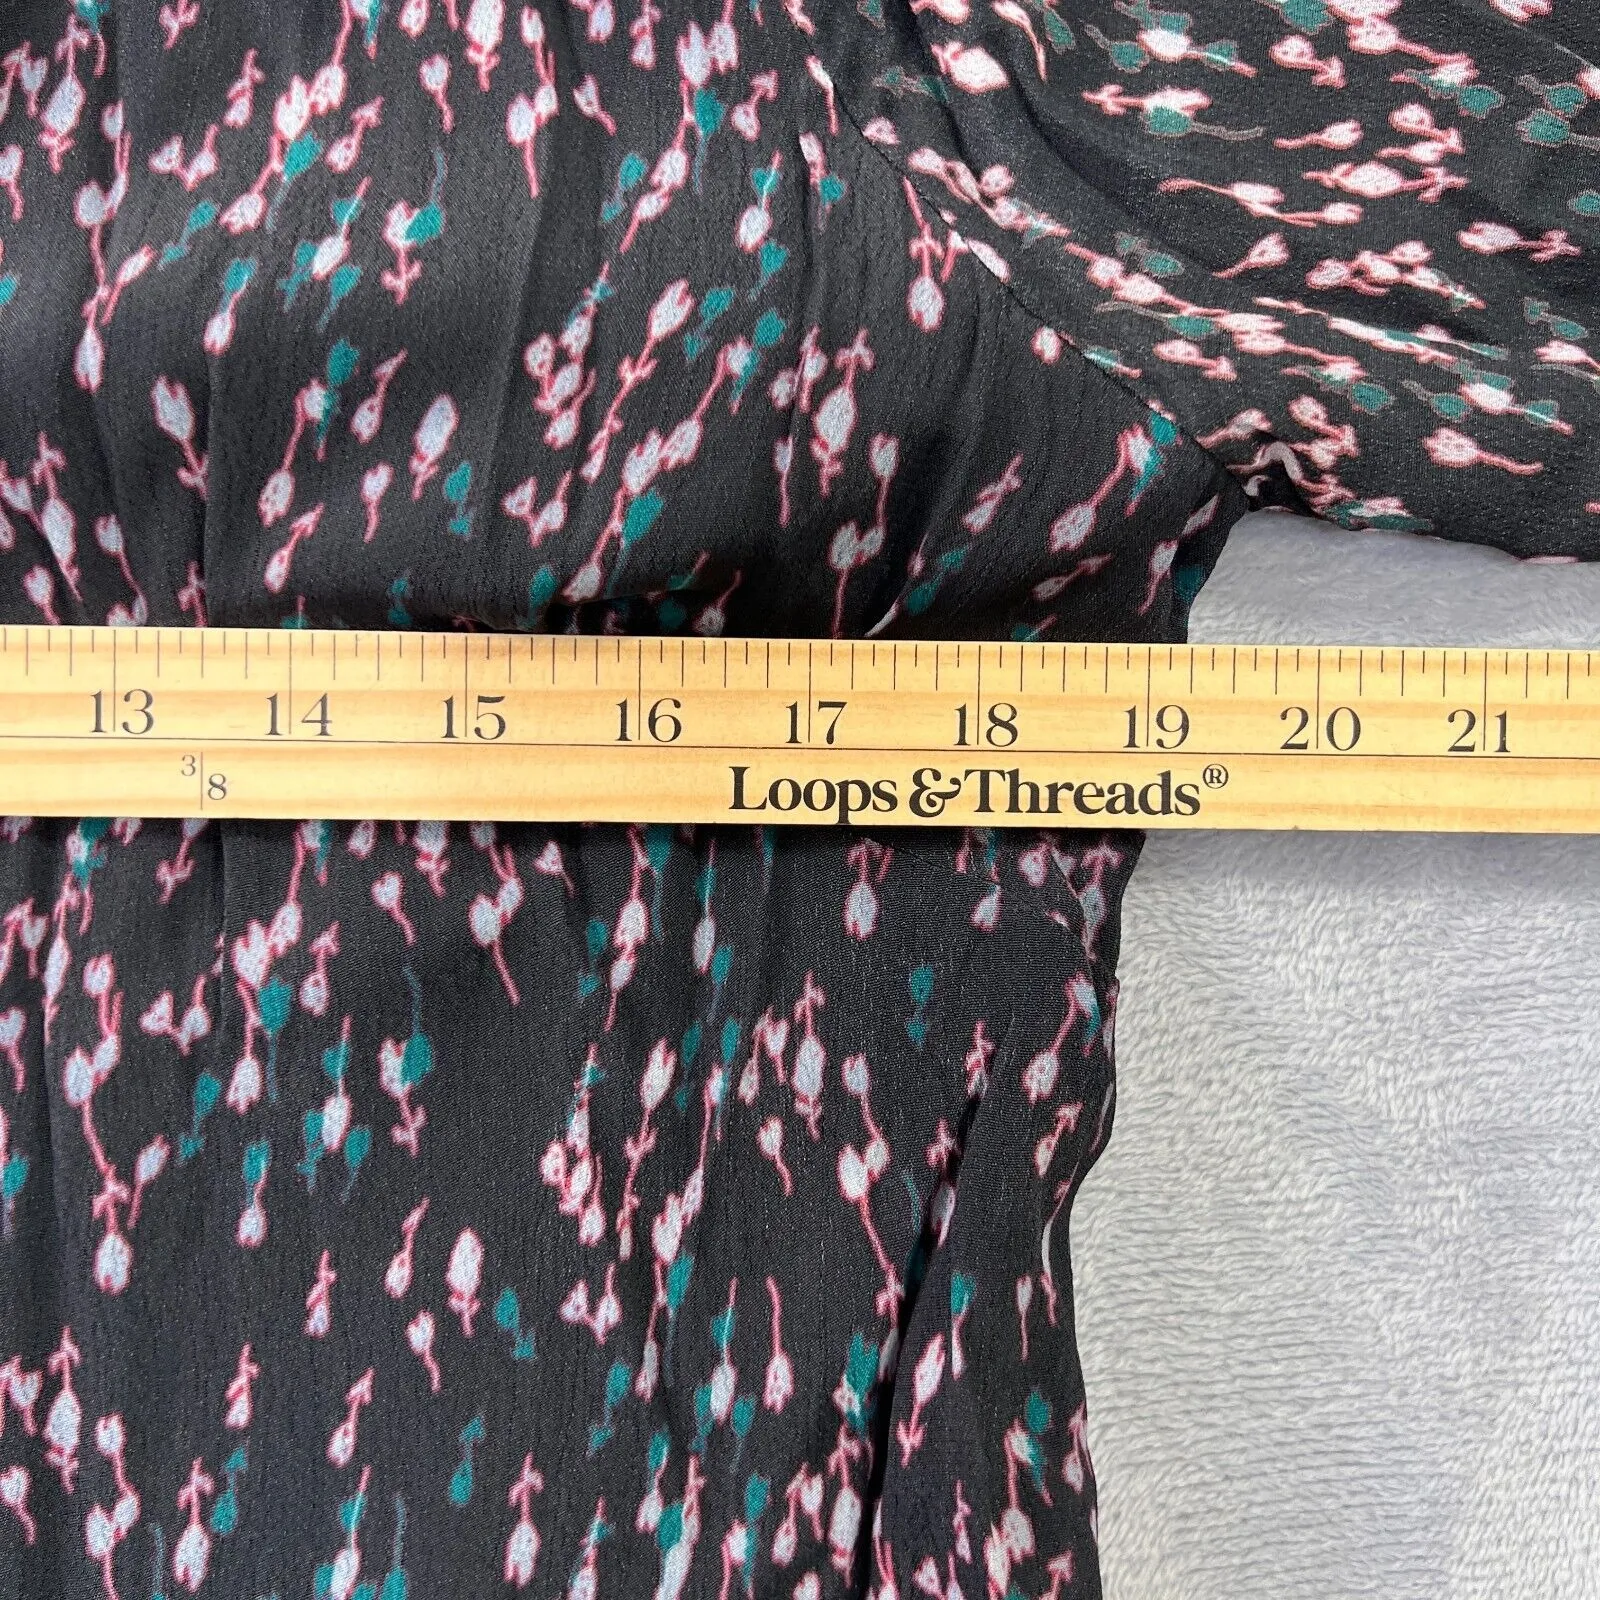 13 14 15 16 17 18 19 20 21
3/8 Loops & Threads®